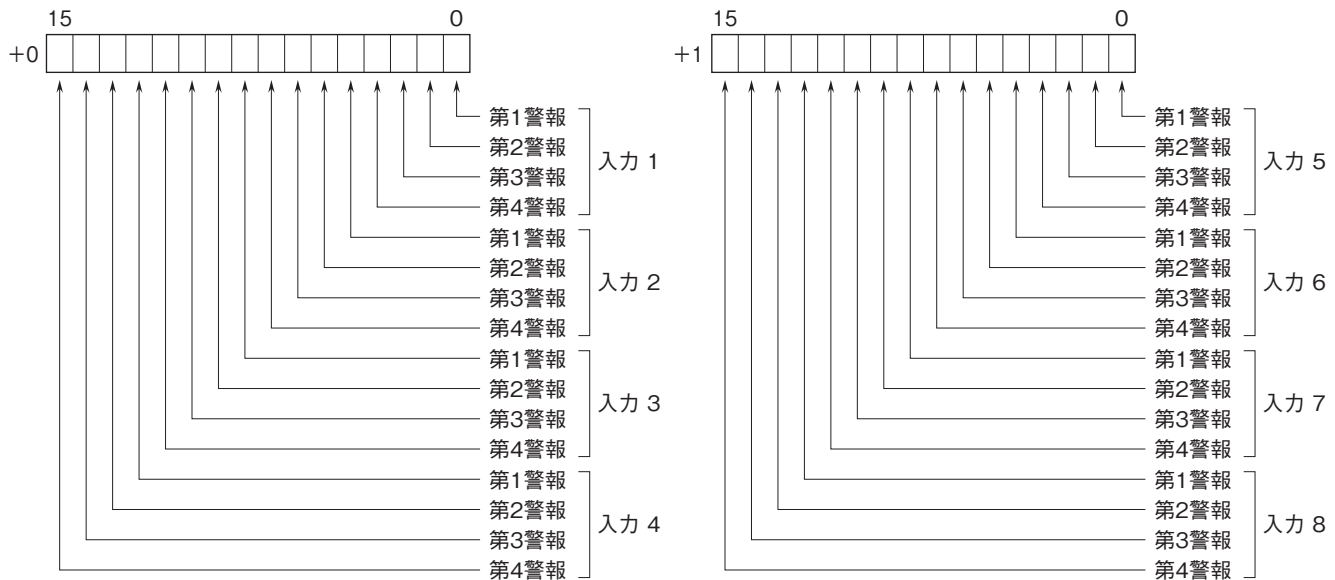 15 0
+0
第1警報
第2警報
第3警報
第4警報
入力 1
第1警報
第2警報
第3警報
第4警報
入力 2
第1警報
第2警報
第3警報
第4警報
入力 3
第1警報
第2警報
第3警報
第4警報
入力 4
15 0
+1
第1警報
第2警報
第3警報
第4警報
入力 5
第1警報
第2警報
第3警報
第4警報
入力 6
第1警報
第2警報
第3警報
第4警報
入力 7
第1警報
第2警報
第3警報
第4警報
入力 8